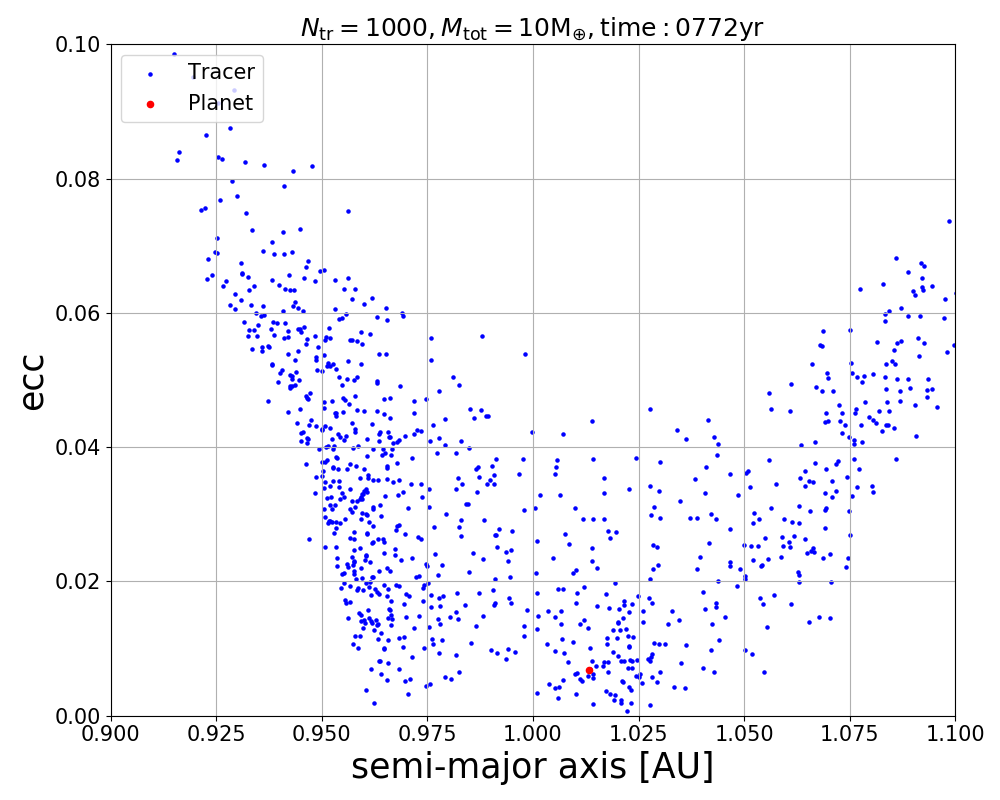 N_tr = 1000, M_tot = 10M_⊕, time : 0772yr
0.10
0.08
0.06
0.04
0.02
0.00
ecc
Tracer
Planet
0.900 0.925 0.950 0.975 1.000 1.025 1.050 1.075 1.100
semi-major axis [AU]